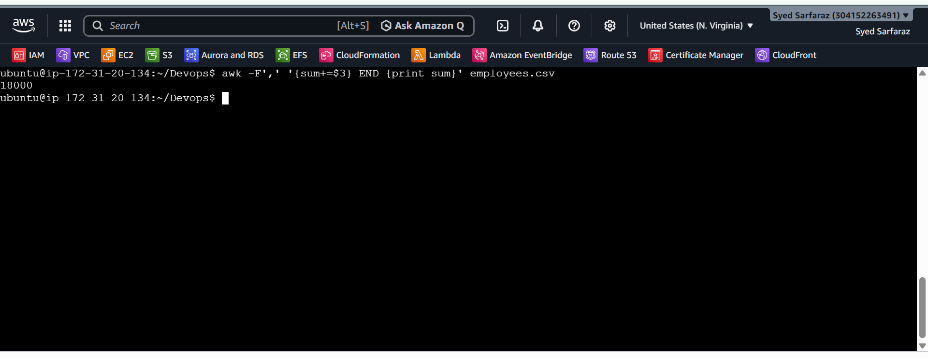 aws
Search [Alt+S] Ask Amazon Q United States (N. Virginia) ▼ Syed Sarfaraz (304152263491) ▼
Syed Sarfaraz
IAM VPC EC2 S3 Aurora and RDS EFS CloudFormation Lambda Amazon EventBridge Route 53 Certificate Manager CloudFront
ubuntu@ip-172-31-20-134:~/Devops$ awk -F',' '{sum+=$3} END {print sum}' employees.csv
18000
ubuntu@ip 172 31 20 134:~/Devops$